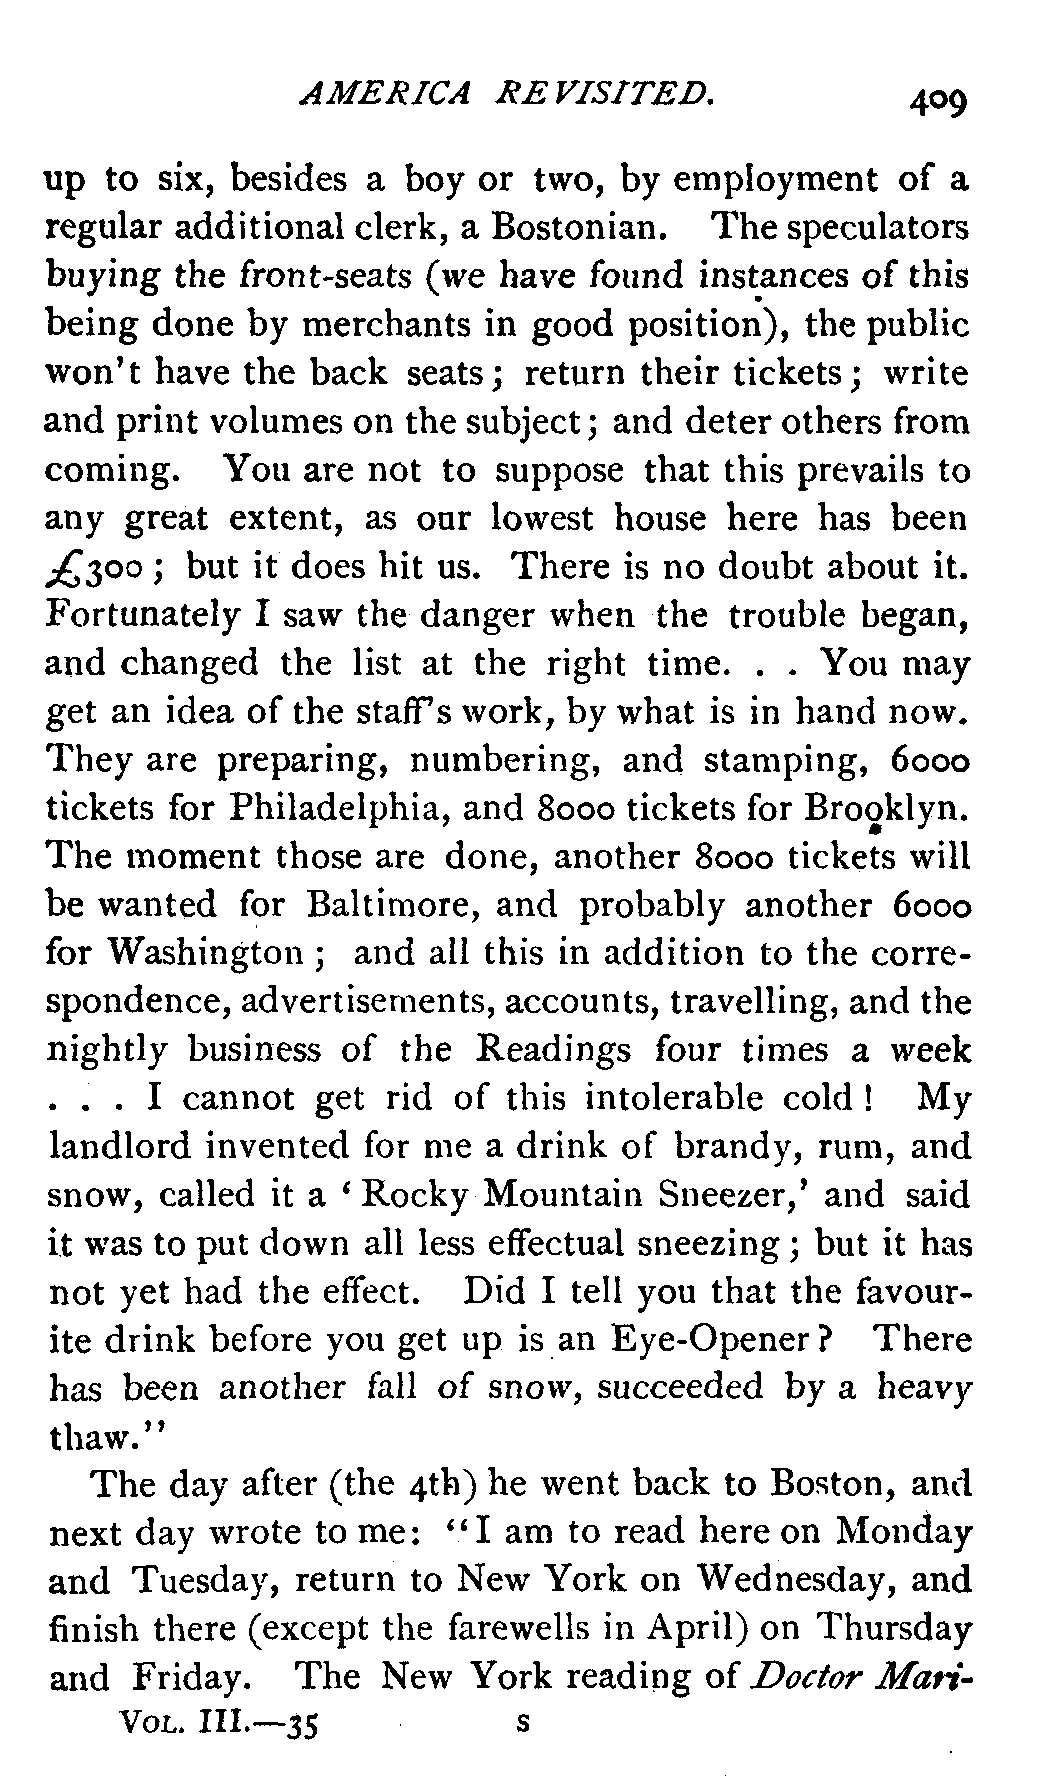 AMERICA REVISITED. 409
up to six, besides a boy or two, by employment of a
regular additional clerk, a Bostonian. The speculators
buying the front-seats (we have found instances of this
being done by merchants in good position), the public
won't have the back seats; return their tickets; write
and print volumes on the subject; and deter others from
coming. You are not to suppose that this prevails to
any great extent, as our lowest house here has been
£300; but it does hit us. There is no doubt about it.
Fortunately I saw the danger when the trouble began,
and changed the list at the right time. . . You may
get an idea of the staff's work, by what is in hand now.
They are preparing, numbering, and stamping, 6000
tickets for Philadelphia, and 8000 tickets for Brooklyn.
The moment those are done, another 8000 tickets will
be wanted for Baltimore, and probably another 6000
for Washington; and all this in addition to the corre-
spondence, advertisements, accounts, travelling, and the
nightly business of the Readings four times a week
. . . I cannot get rid of this intolerable cold! My
landlord invented for me a drink of brandy, rum, and
snow, called it a 'Rocky Mountain Sneezer,' and said
it was to put down all less effectual sneezing; but it has
not yet had the effect. Did I tell you that the favour-
ite drink before you get up is an Eye-Opener? There
has been another fall of snow, succeeded by a heavy
thaw."
The day after (the 4th) he went back to Boston, and
next day wrote to me: "I am to read here on Monday
and Tuesday, return to New York on Wednesday, and
finish there (except the farewells in April) on Thursday
and Friday. The New York reading of Doctor Mari-
VOL. III.—35 S